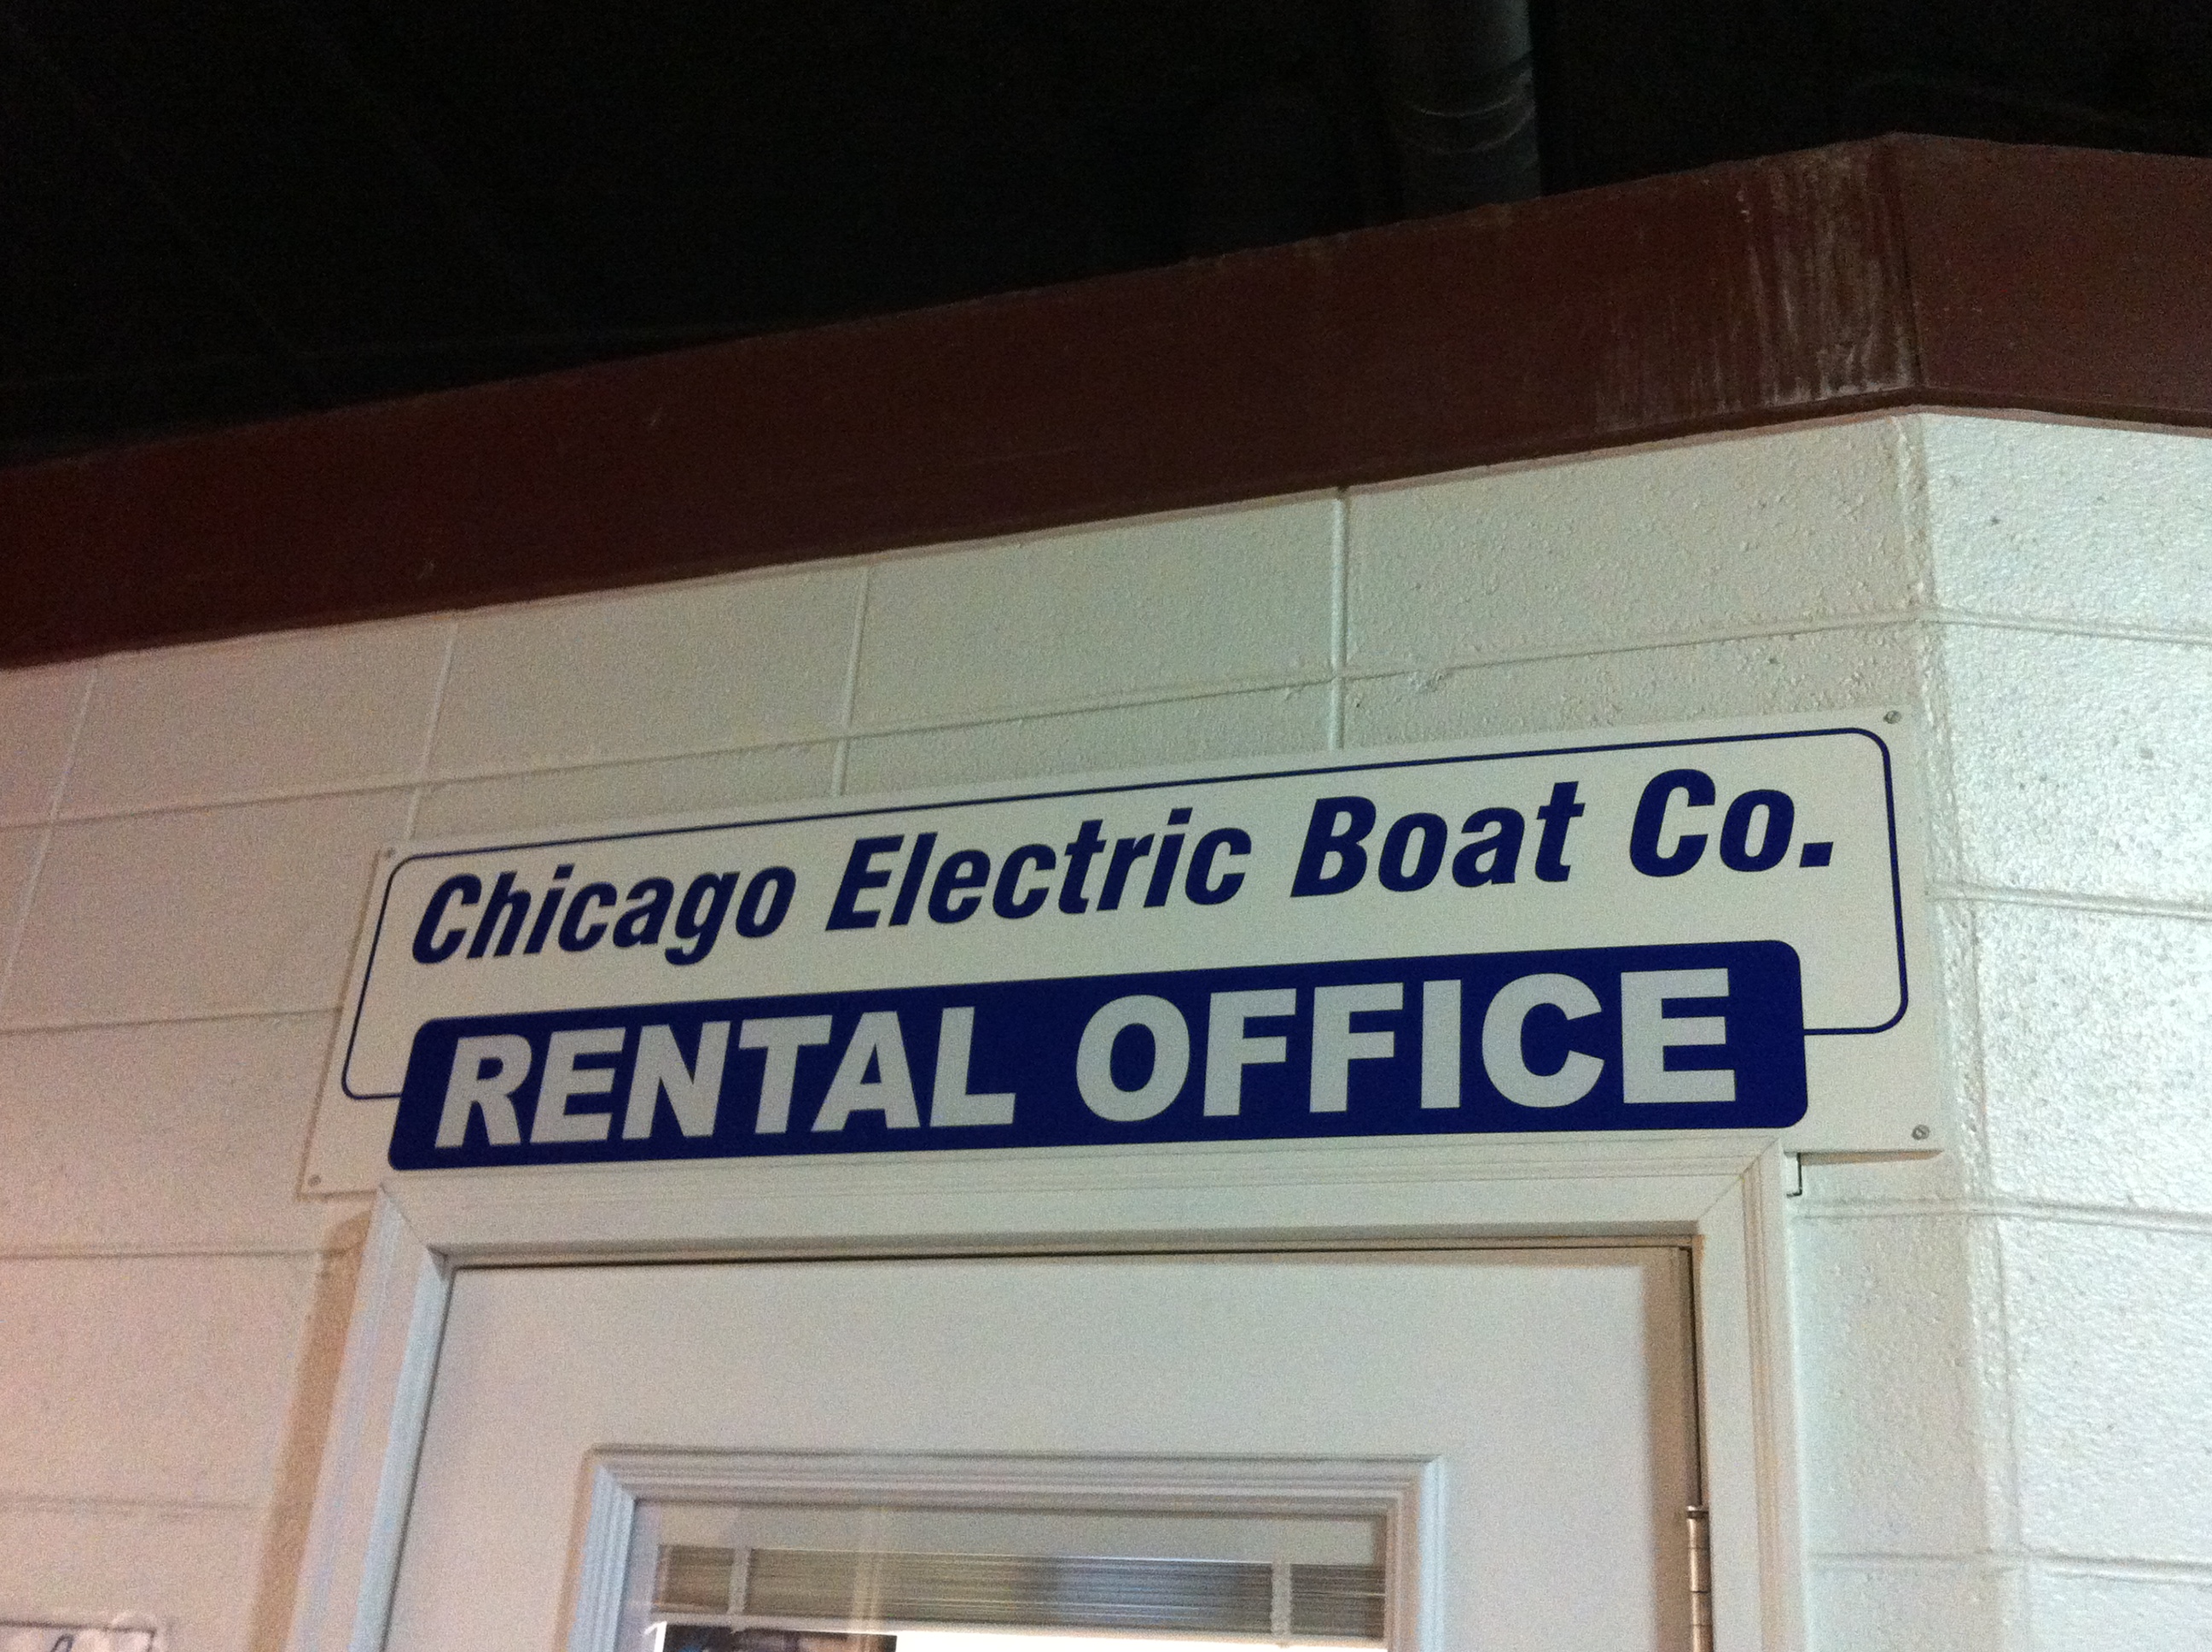 Chicago Electric Boat Co.
RENTAL OFFICE